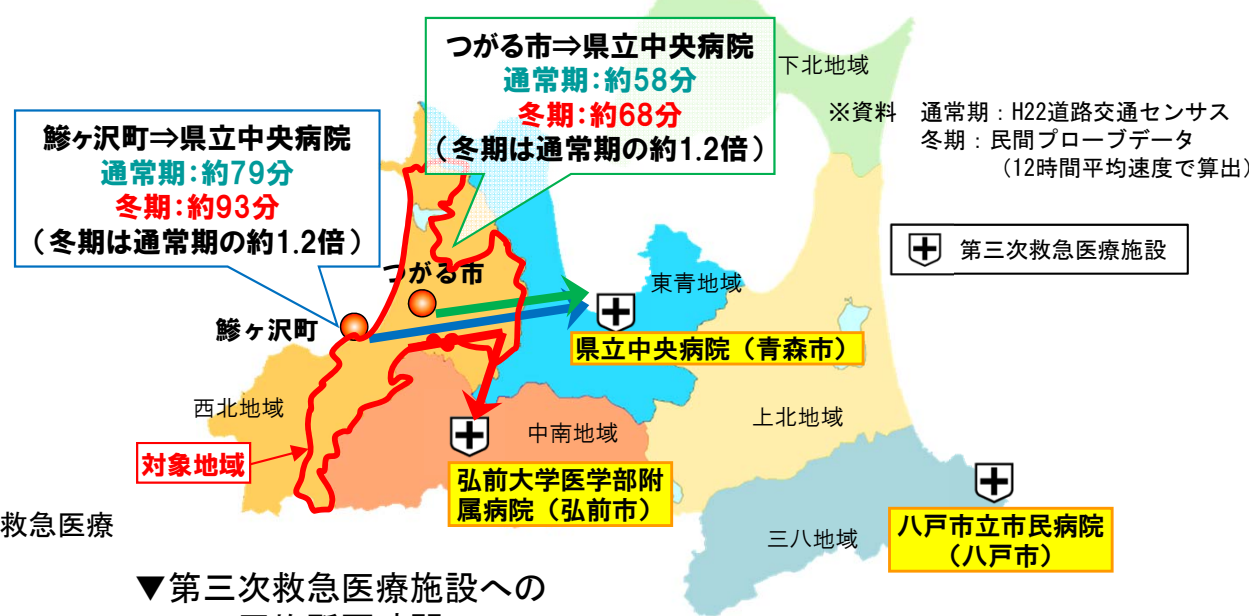 つがる市⇒県立中央病院
通常期:約58分
冬期:約68分
(冬期は通常期の約1.2倍)
下北地域
※資料 通常期：H22道路交通センサス
冬期：民間プローブデータ
(12時間平均速度で算出)
鰺ヶ沢町⇒県立中央病院
通常期:約79分
冬期:約93分
(冬期は通常期の約1.2倍)
第三次救急医療施設
つがる市
東青地域
鰺ヶ沢町
県立中央病院（青森市）
西北地域
中南地域
上北地域
対象地域
弘前大学医学部附
属病院（弘前市）
八戸市立市民病院
（八戸市）
救急医療
三八地域
▼第三次救急医療施設への